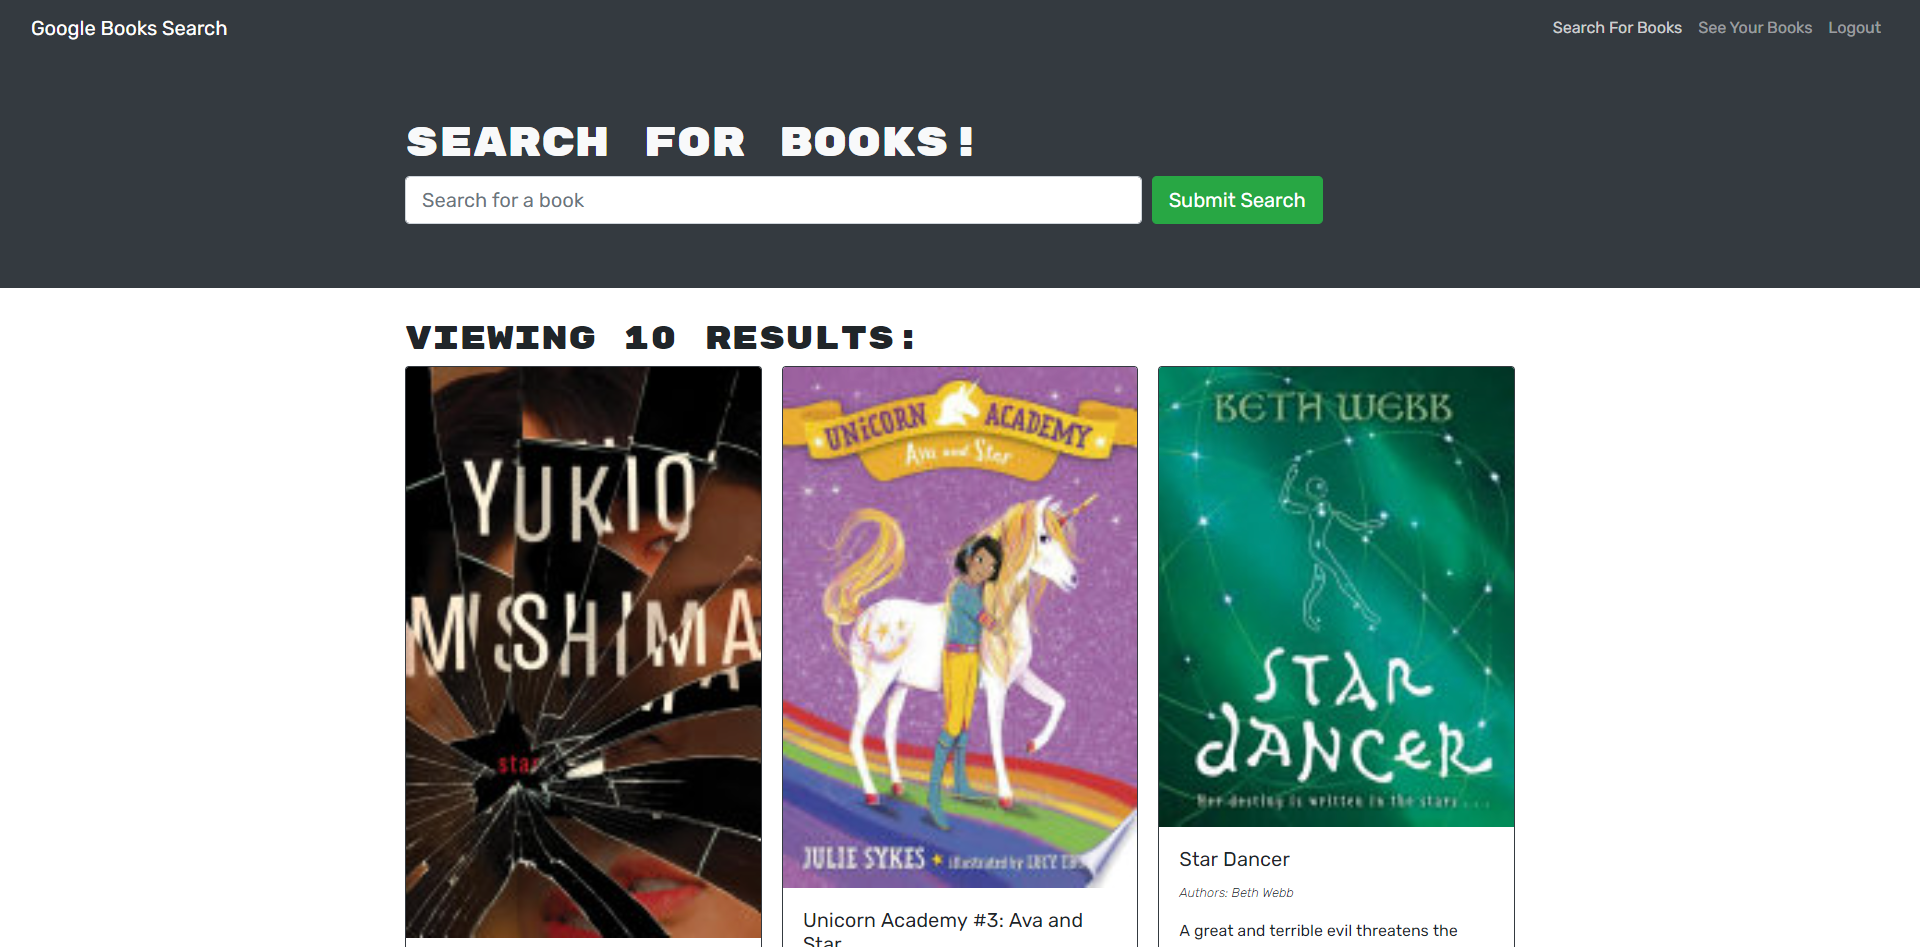 Google Books Search
Search For Books See Your Books Logout
SEARCH FOR BOOKS!
Search for a book
Submit Search
VIEWING 10 RESULTS:
YUKIO
MISHIMA
star
UNICORN ACADEMY
Ava and Star
JULIE SYKES illustrated by LUCY
Unicorn Academy #3: Ava and
Star
BETH WEBB
STAR
DANCER
Her destiny is written in the stars . . .
Star Dancer
Authors: Beth Webb
A great and terrible evil threatens the